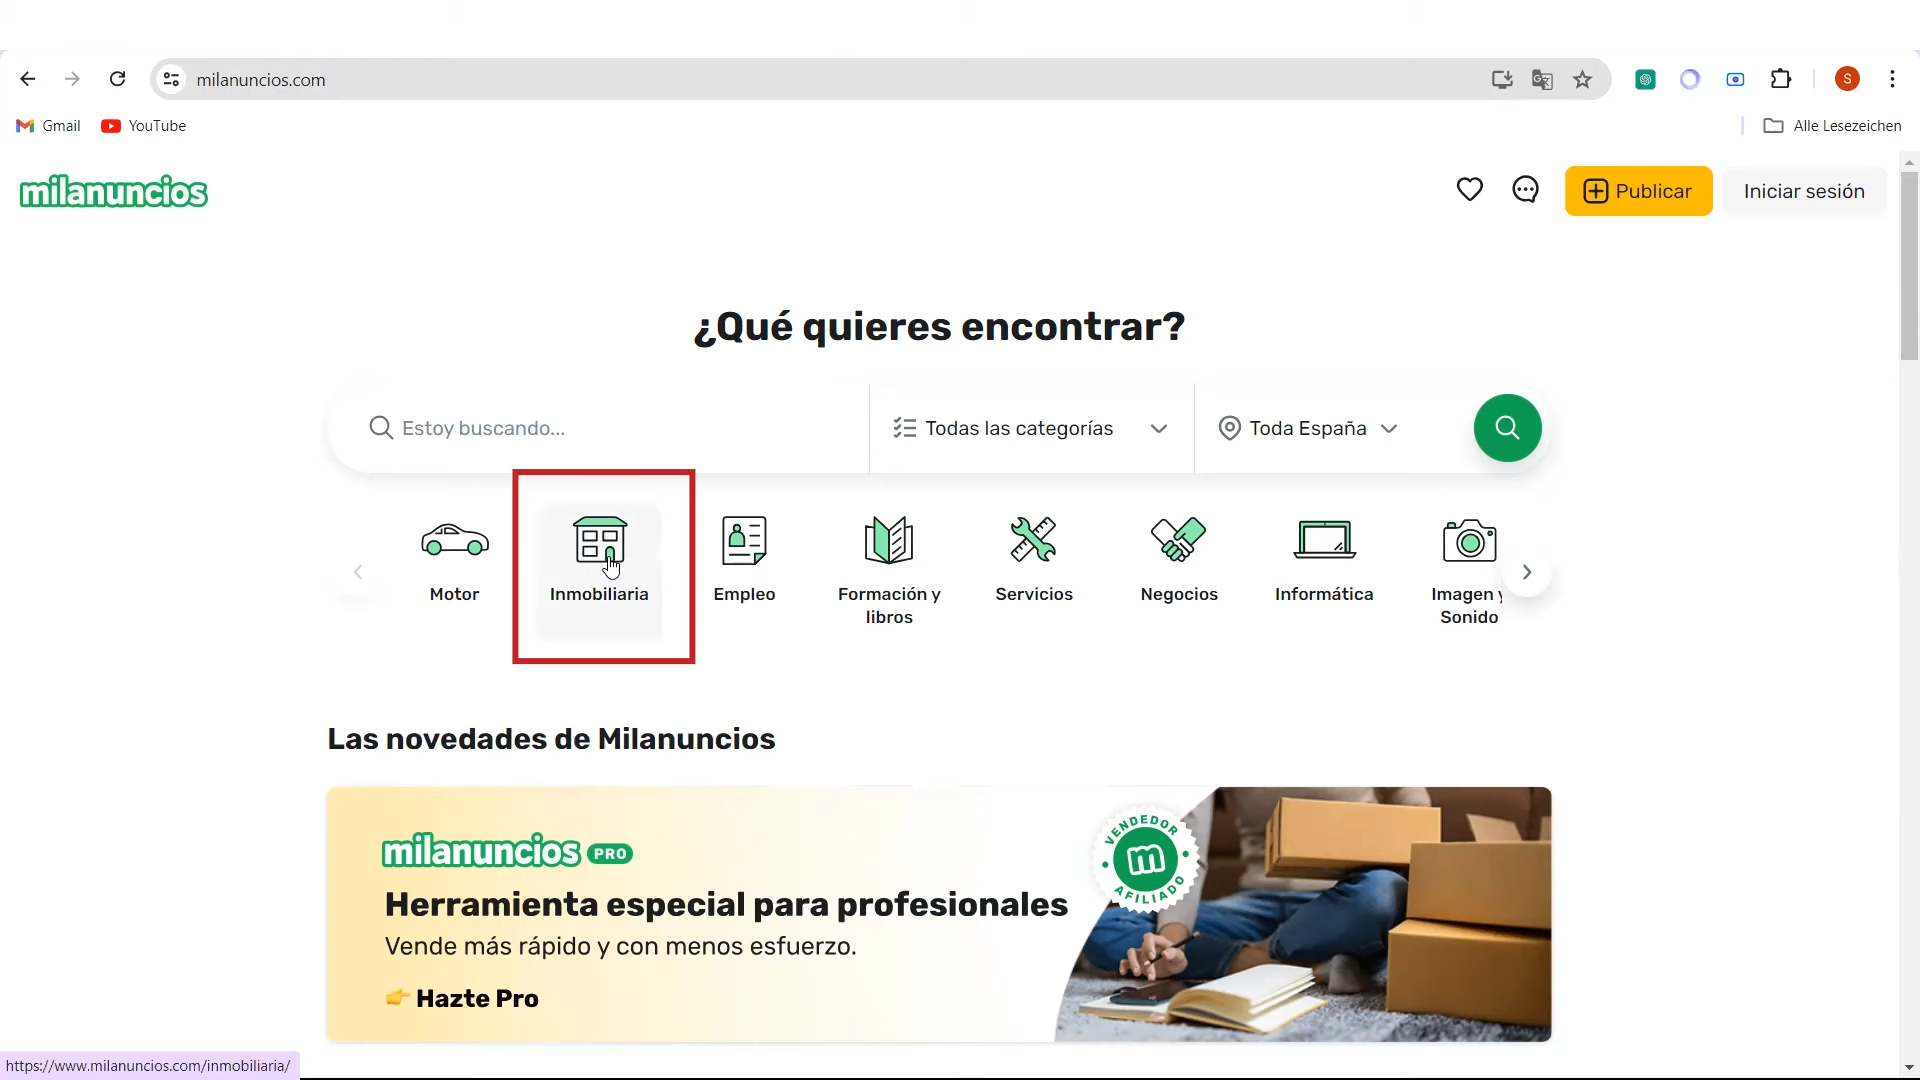 milanuncios.com
S
Gmail
YouTube
Alle Lesezeichen
milanuncios
Publicar
Iniciar sesión
¿Qué quieres encontrar?
Estoy buscando...
Todas las categorías
Toda España
Motor
Inmobiliaria
Empleo
Formación y
libros
Servicios
Negocios
Informática
Imagen y
Sonido
Las novedades de Milanuncios
milanuncios PRO
VENDEDOR
m
AFILIADO
Herramienta especial para profesionales
Vende más rápido y con menos esfuerzo.
Hazte Pro
https://www.milanuncios.com/inmobiliaria/